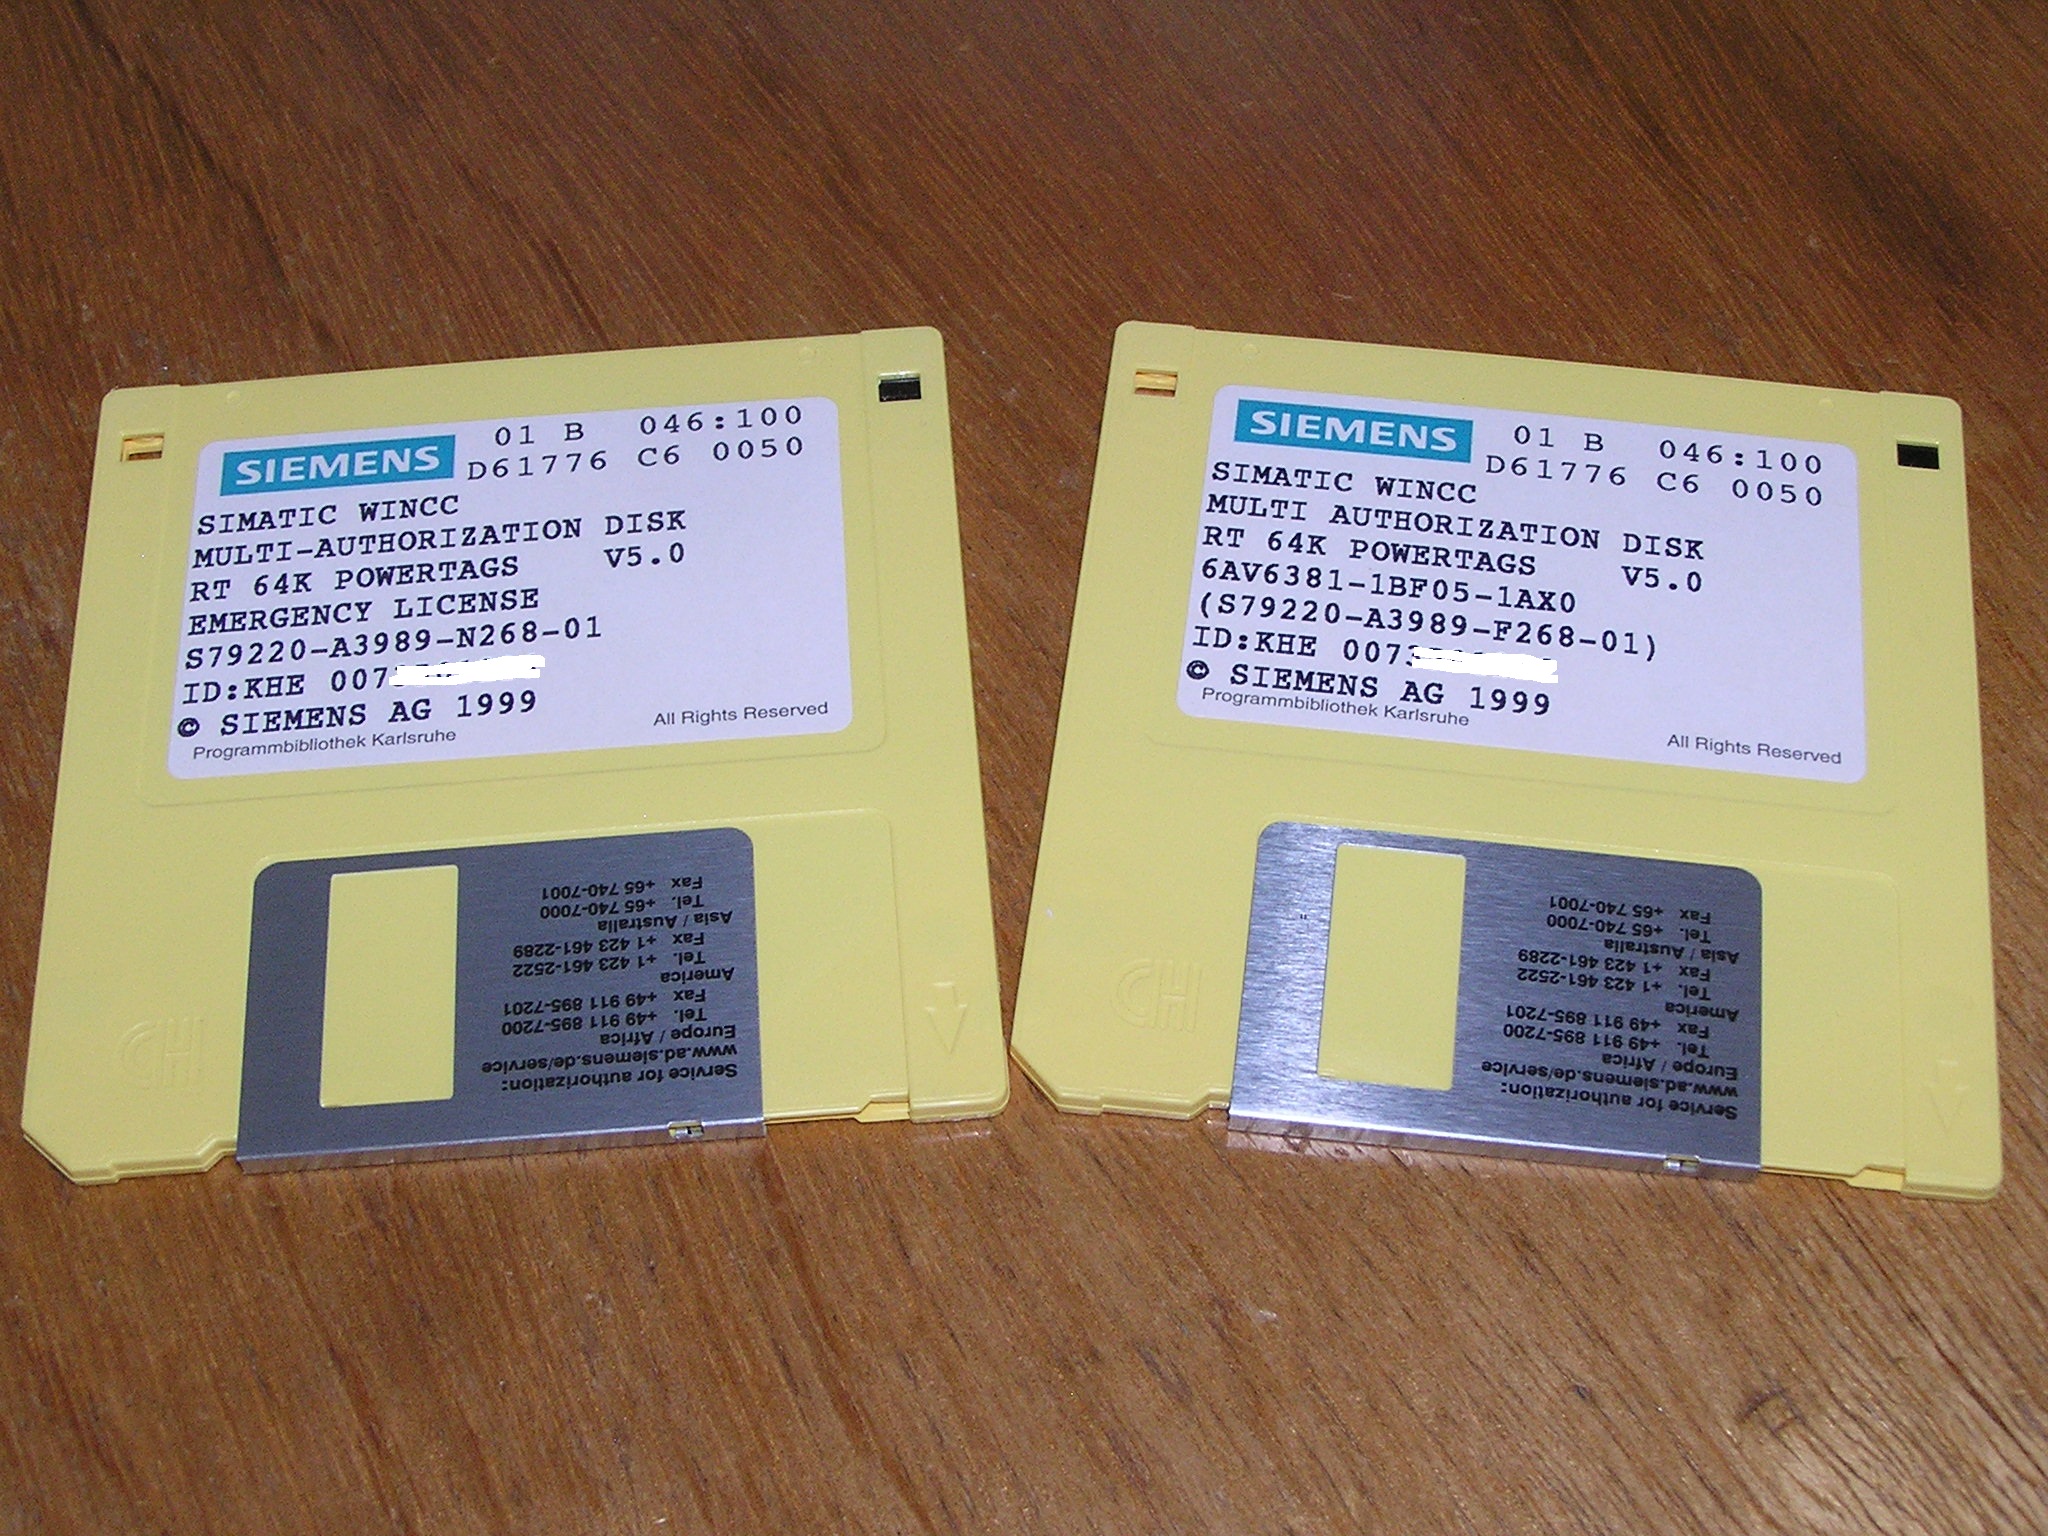 SIEMENS 01 B 046:100
D61776 C6 0050
SIMATIC WINCC
MULTI-AUTHORIZATION DISK
RT 64K POWERTAGS V5.0
EMERGENCY LICENSE
S79220-A3989-N268-01
ID:KHE 007
© SIEMENS AG 1999
Programmbibliothek Karlsruhe All Rights Reserved
Service for authorization:
www.ad.siemens.de/service
Europe / Africa
Tel. +49 911 895-7200
Fax +49 911 895-7201
America
Tel. +1 423 461-2522
Fax +1 423 461-2289
Asia / Australia
Tel. +65 740-7000
Fax +65 740-7001
CH
SIEMENS 01 B 046:100
D61776 C6 0050
SIMATIC WINCC
MULTI AUTHORIZATION DISK
RT 64K POWERTAGS V5.0
6AV6381-1BF05-1AX0
(S79220-A3989-F268-01)
ID:KHE 0073
© SIEMENS AG 1999
Programmbibliothek Karlsruhe All Rights Reserved
Service for authorization:
www.ad.siemens.de/service
Europe / Africa
Tel. +49 911 895-7200
Fax +49 911 895-7201
America
Tel. +1 423 461-2522
Fax +1 423 461-2289
Asia / Australia
Tel. +65 740-7000
Fax +65 740-7001
CH